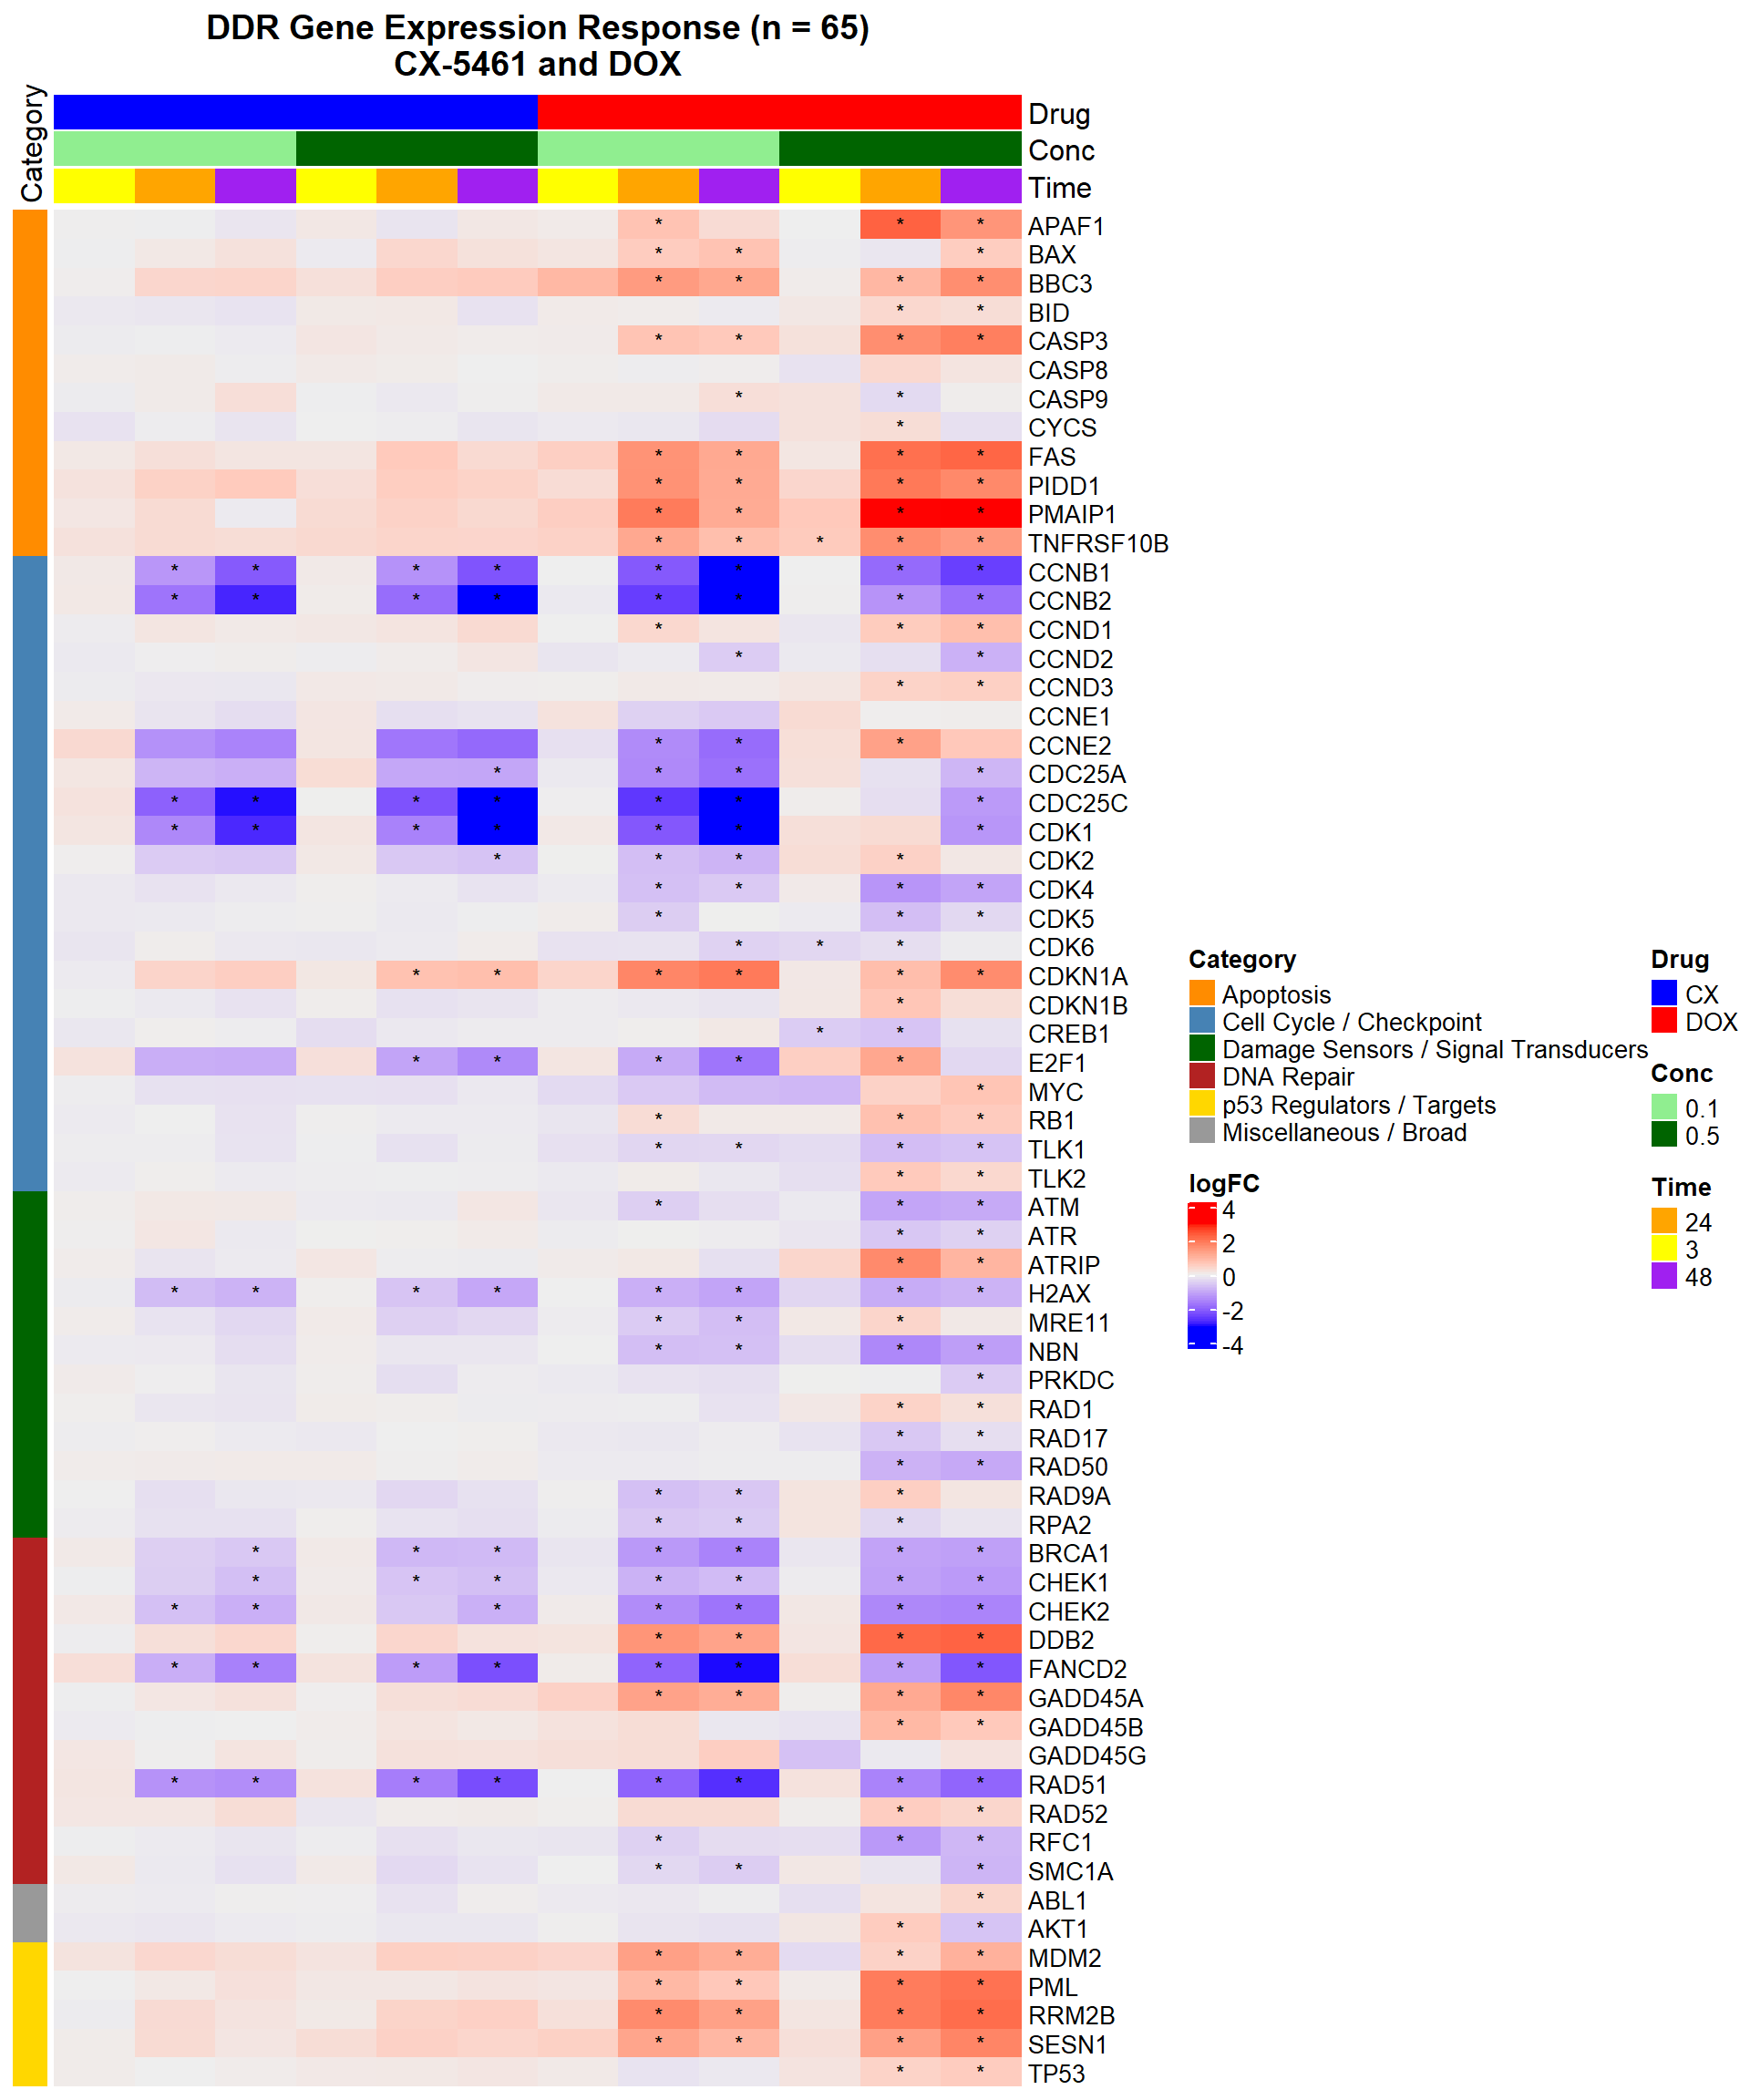 DDR Gene Expression Response (n = 65)
CX-5461 and DOX
Category
Drug
Conc
Time
APAF1
BAX
BBC3
BID
CASP3
CASP8
CASP9
CYCS
FAS
PIDD1
PMAIP1
TNFRSF10B
CCNB1
CCNB2
CCND1
CCND2
CCND3
CCNE1
CCNE2
CDC25A
CDC25C
CDK1
CDK2
CDK4
CDK5
CDK6
CDKN1A
CDKN1B
CREB1
E2F1
MYC
RB1
TLK1
TLK2
ATM
ATR
ATRIP
H2AX
MRE11
NBN
PRKDC
RAD1
RAD17
RAD50
RAD9A
RPA2
BRCA1
CHEK1
CHEK2
DDB2
FANCD2
GADD45A
GADD45B
GADD45G
RAD51
RAD52
RFC1
SMC1A
ABL1
AKT1
MDM2
PML
RRM2B
SESN1
TP53
Category
Apoptosis
Cell Cycle / Checkpoint
Damage Sensors / Signal Transducers
DNA Repair
p53 Regulators / Targets
Miscellaneous / Broad
logFC
4
2
0
-2
-4
Drug
CX
DOX
Conc
0.1
0.5
Time
24
3
48